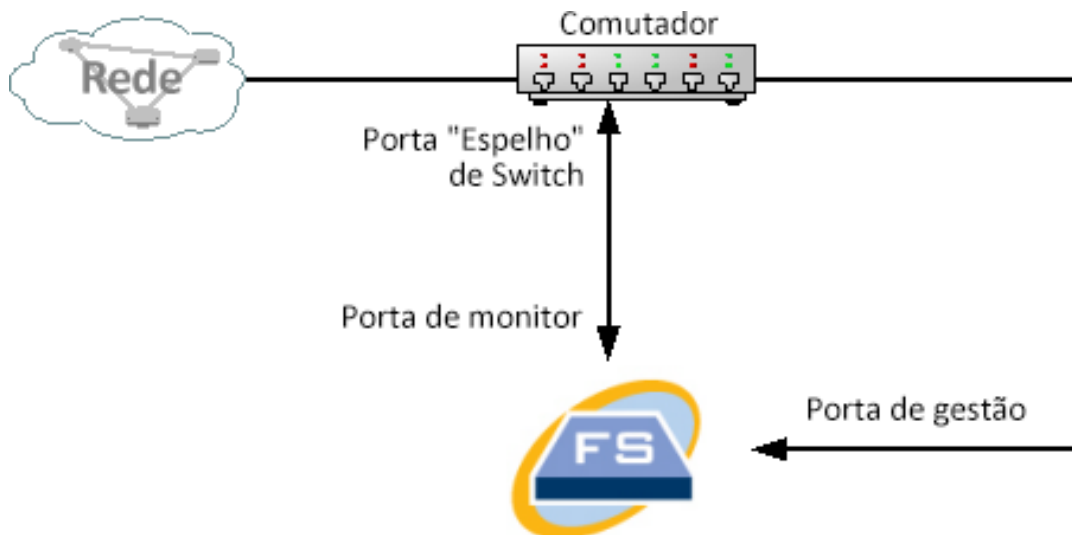 Comutador
Rede
Porta "Espelho"
de Switch
Porta de monitor
Porta de gestão
FS